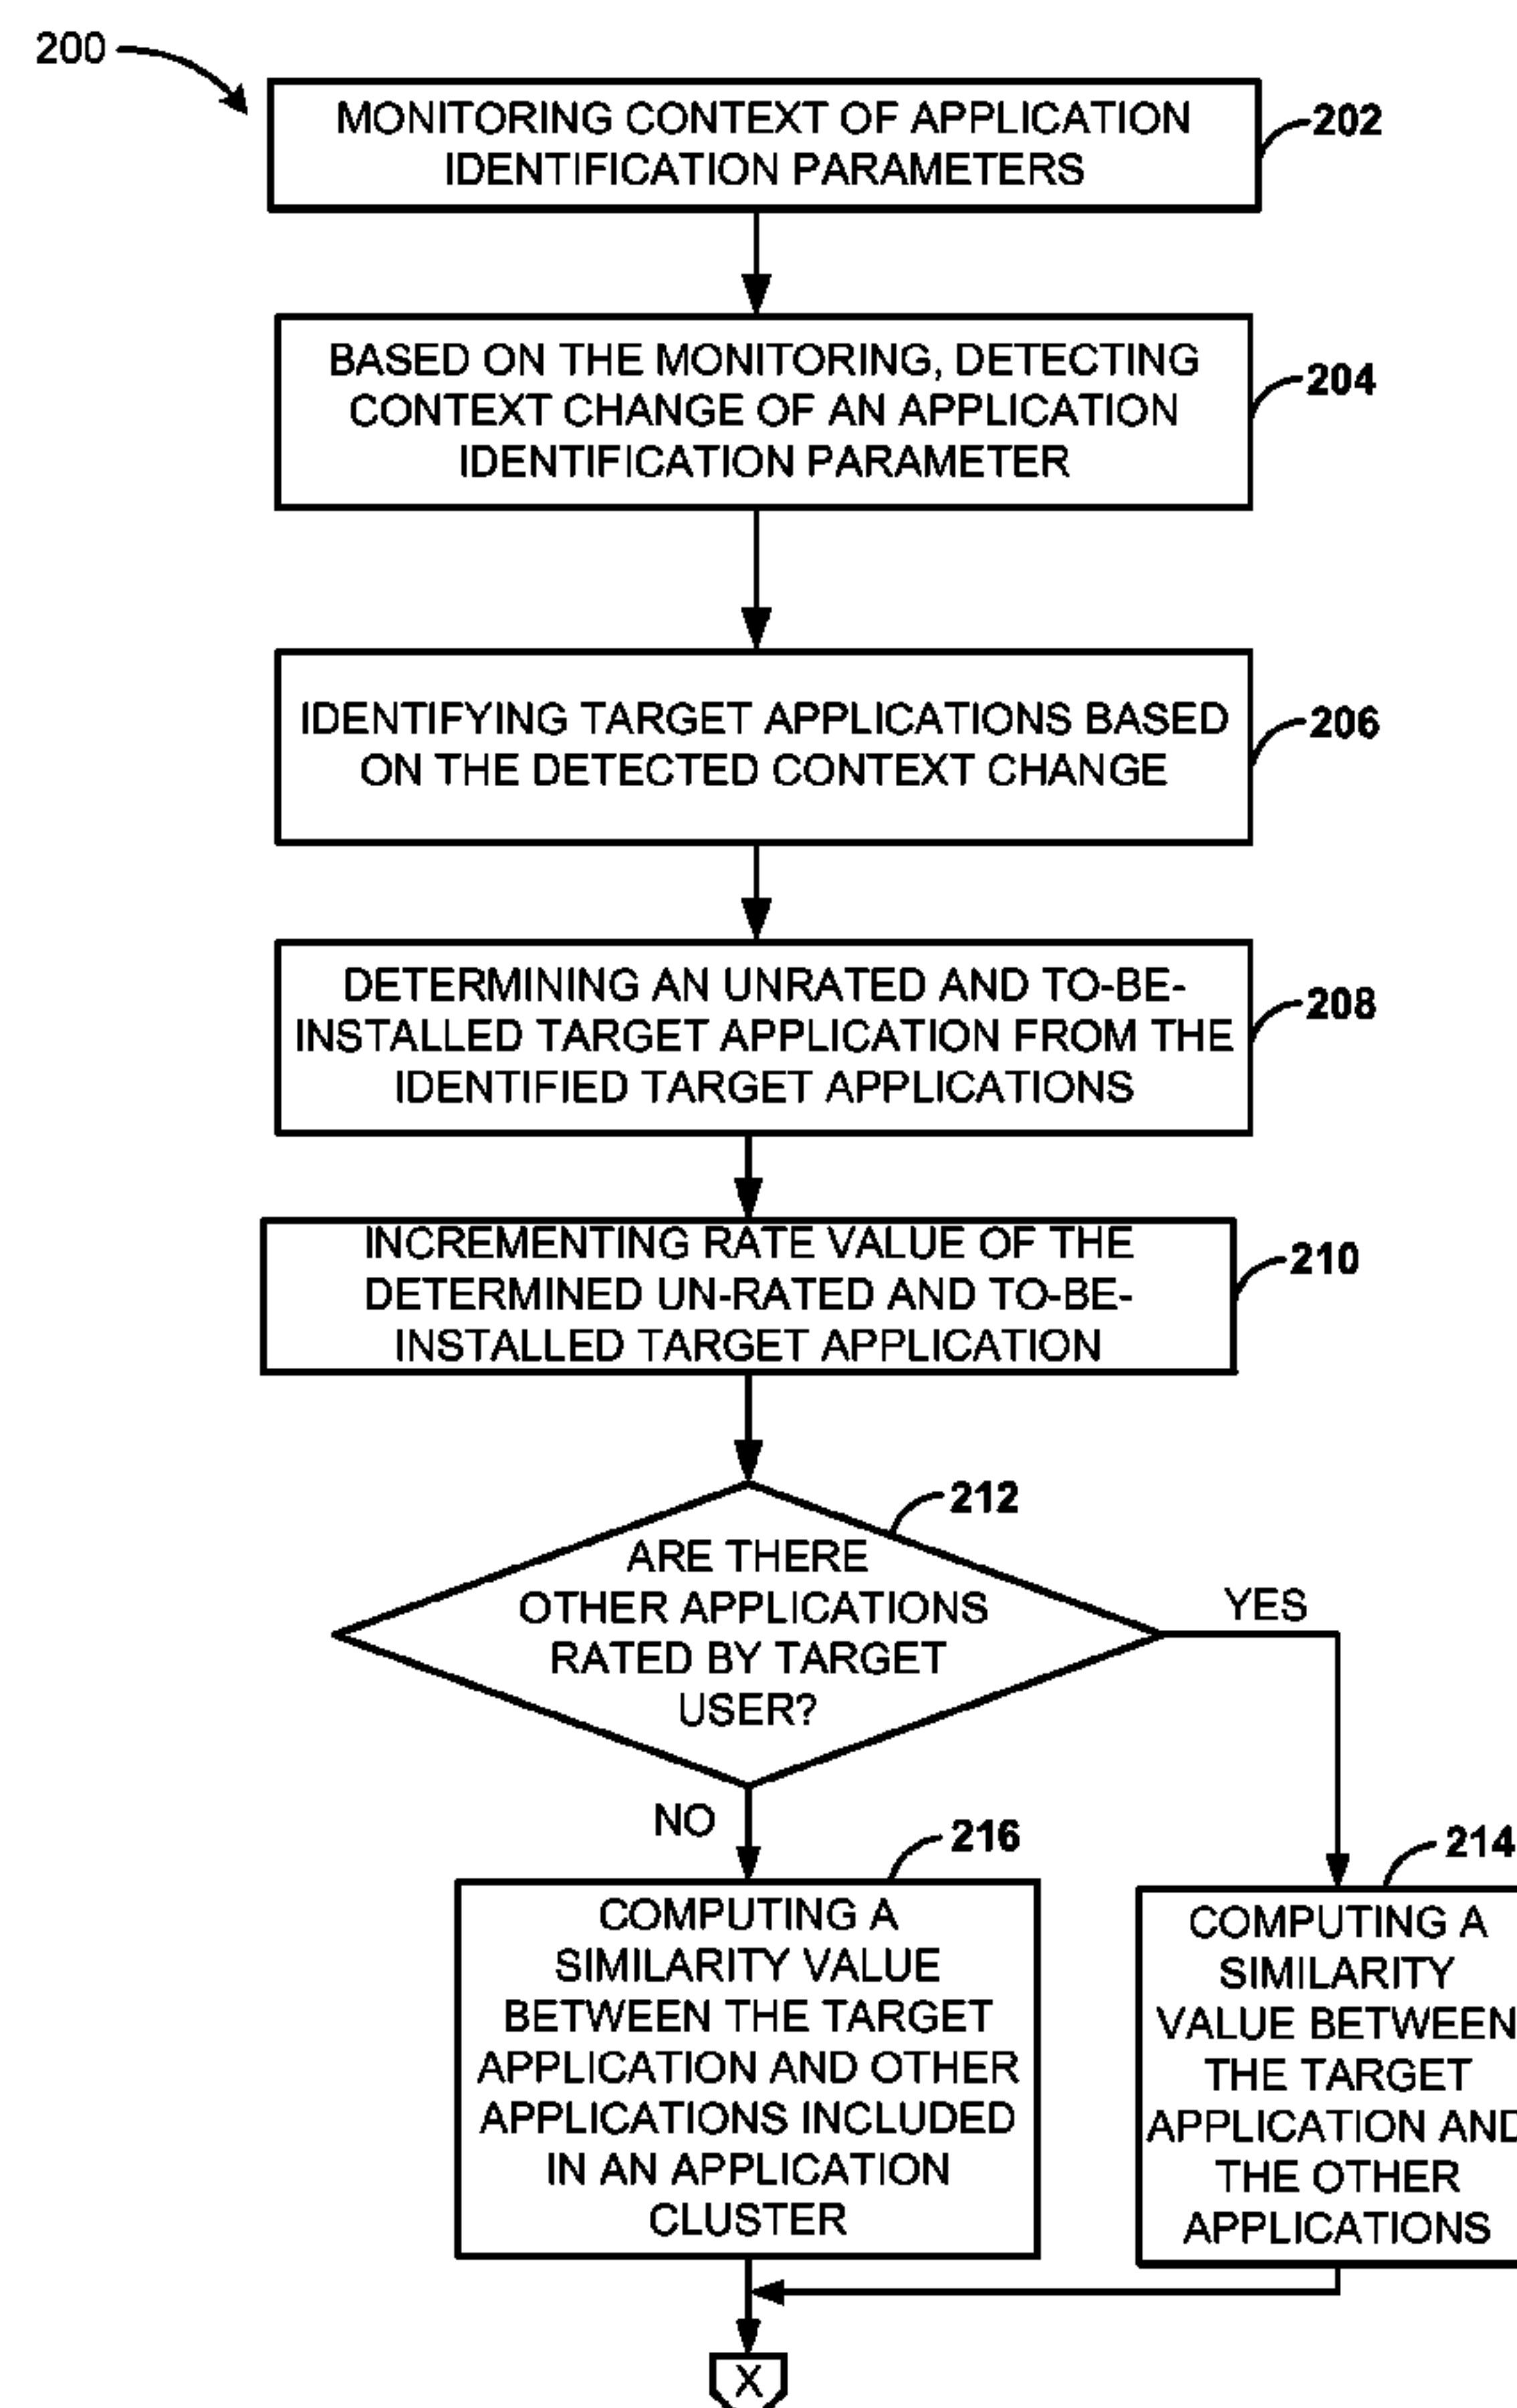 200
MONITORING CONTEXT OF APPLICATION
IDENTIFICATION PARAMETERS
202
BASED ON THE MONITORING, DETECTING
CONTEXT CHANGE OF AN APPLICATION
IDENTIFICATION PARAMETER
204
IDENTIFYING TARGET APPLICATIONS BASED
ON THE DETECTED CONTEXT CHANGE
206
DETERMINING AN UNRATED AND TO-BE-
INSTALLED TARGET APPLICATION FROM THE
IDENTIFIED TARGET APPLICATIONS
208
INCREMENTING RATE VALUE OF THE
DETERMINED UN-RATED AND TO-BE-
INSTALLED TARGET APPLICATION
210
212
ARE THERE
OTHER APPLICATIONS
RATED BY TARGET
USER?
YES
NO
216
COMPUTING A
SIMILARITY VALUE
BETWEEN THE TARGET
APPLICATION AND OTHER
APPLICATIONS INCLUDED
IN AN APPLICATION
CLUSTER
214
COMPUTING A
SIMILARITY
VALUE BETWEEN
THE TARGET
APPLICATION AND
THE OTHER
APPLICATIONS
X